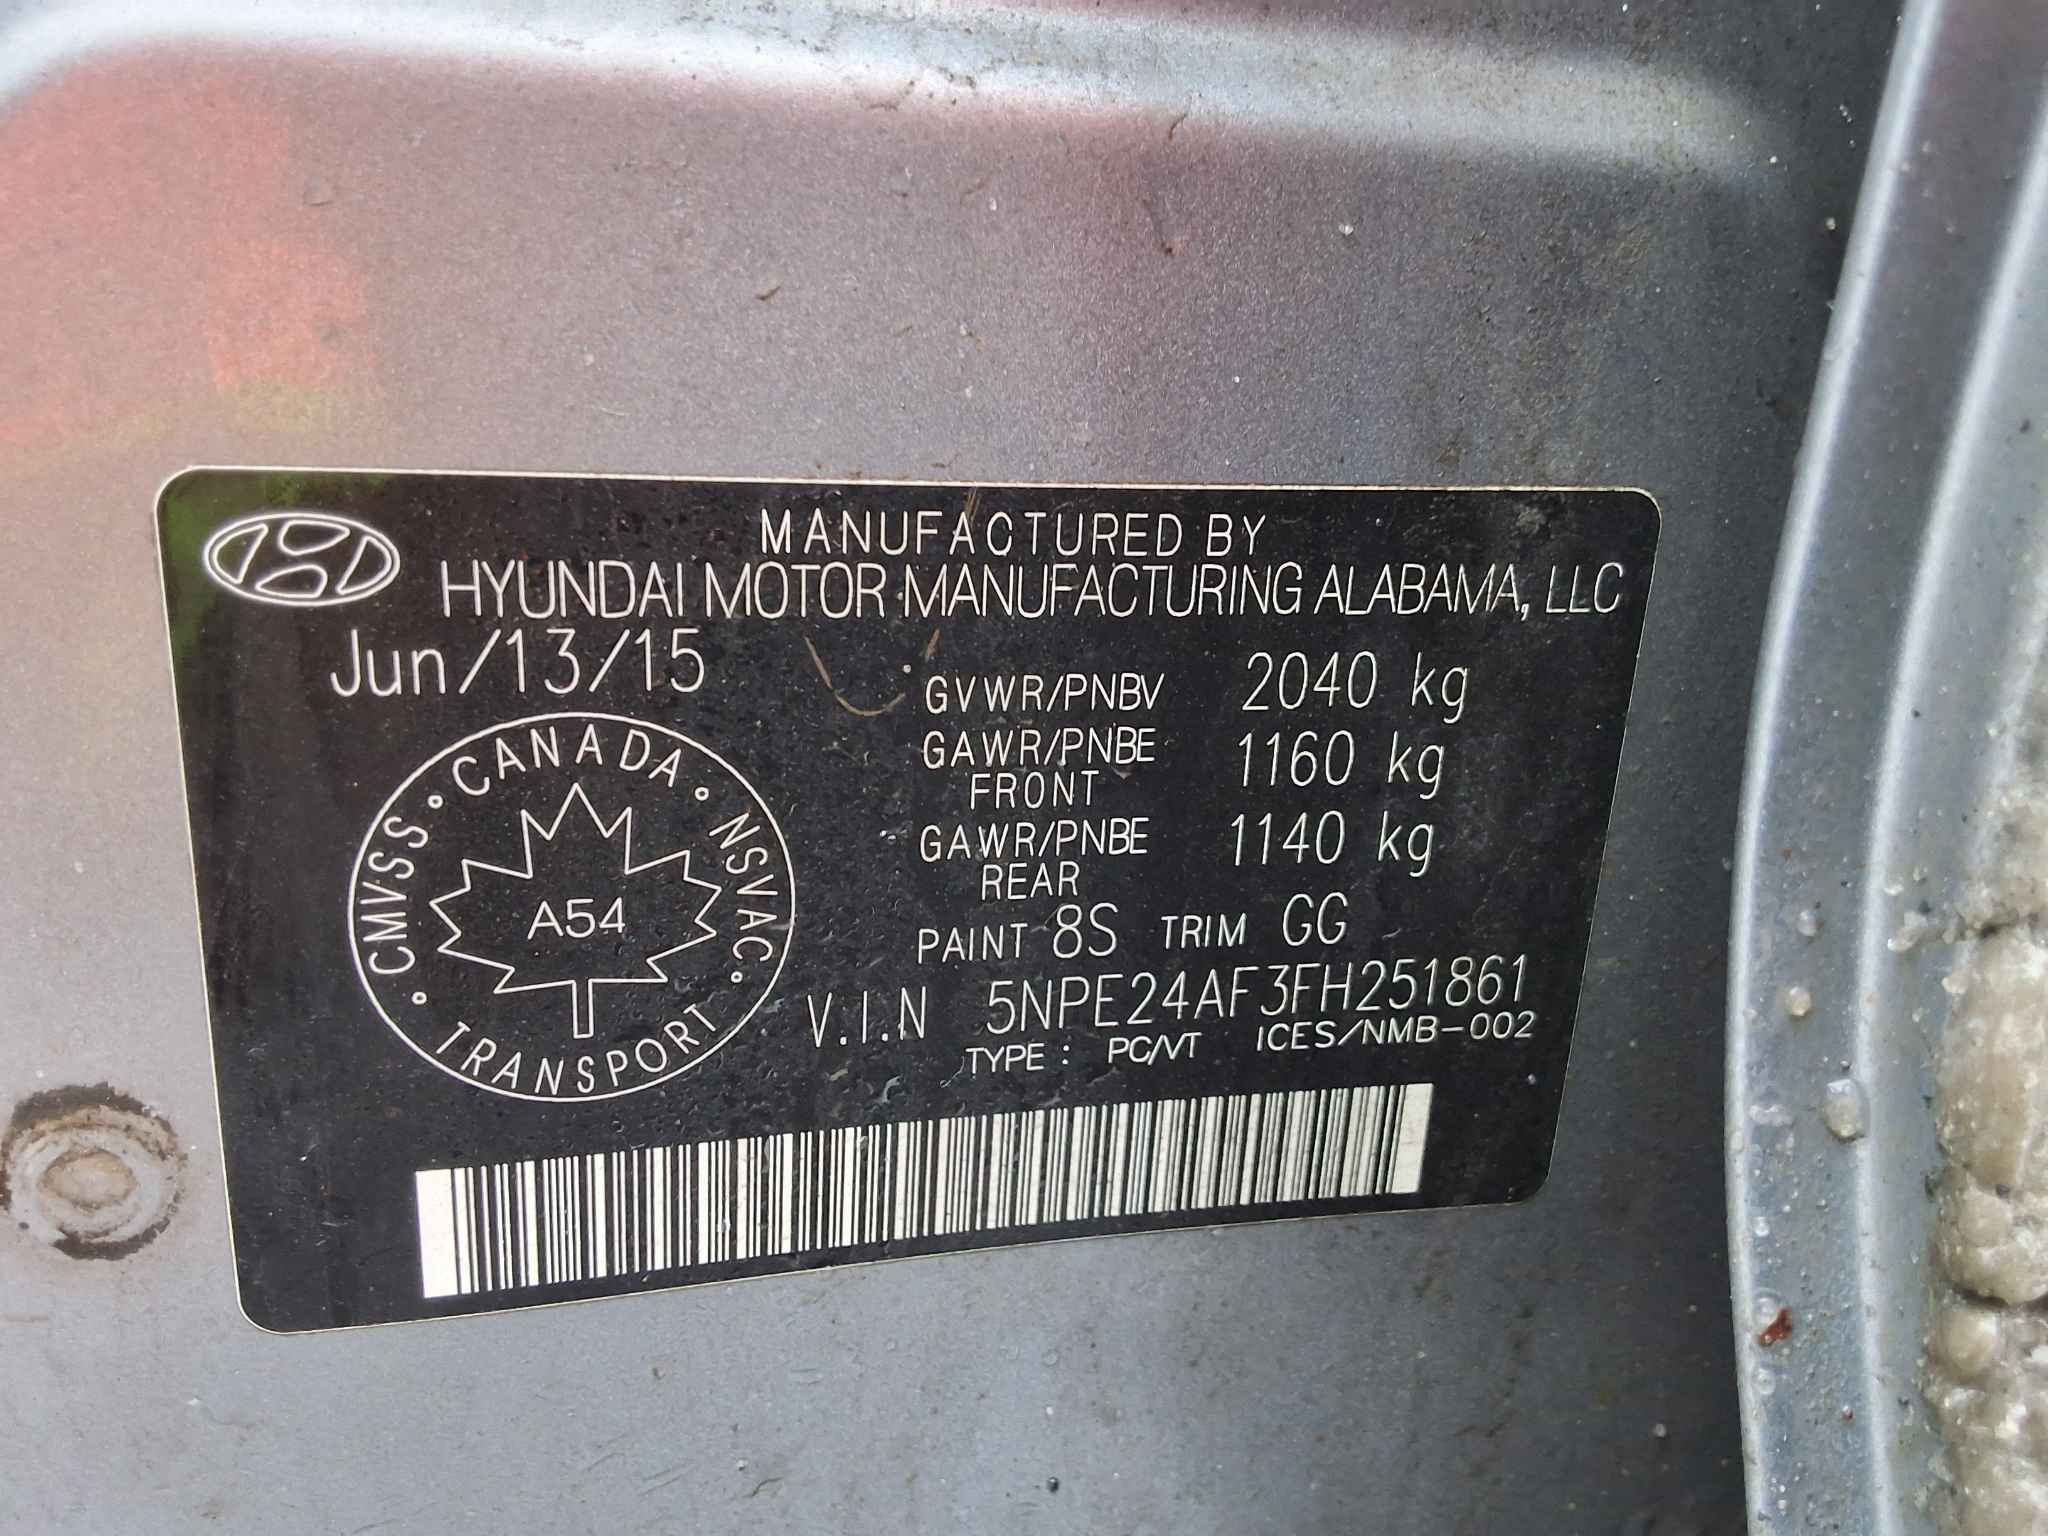 MANUFACTURED BY
HYUNDAI MOTOR MANUFACTURING ALABAMA, LLC
Jun/13/15
GVWR/PNBV 2040 kg
GAWR/PNBE FRONT 1160 kg
GAWR/PNBE REAR 1140 kg
PAINT 8S TRIM GG
V.I.N 5NPE24AF3FH251861
TYPE : PC/VT ICES/NMB-002
CMVSS · CANADA · NSVAC · TRANSPORT ·
A54